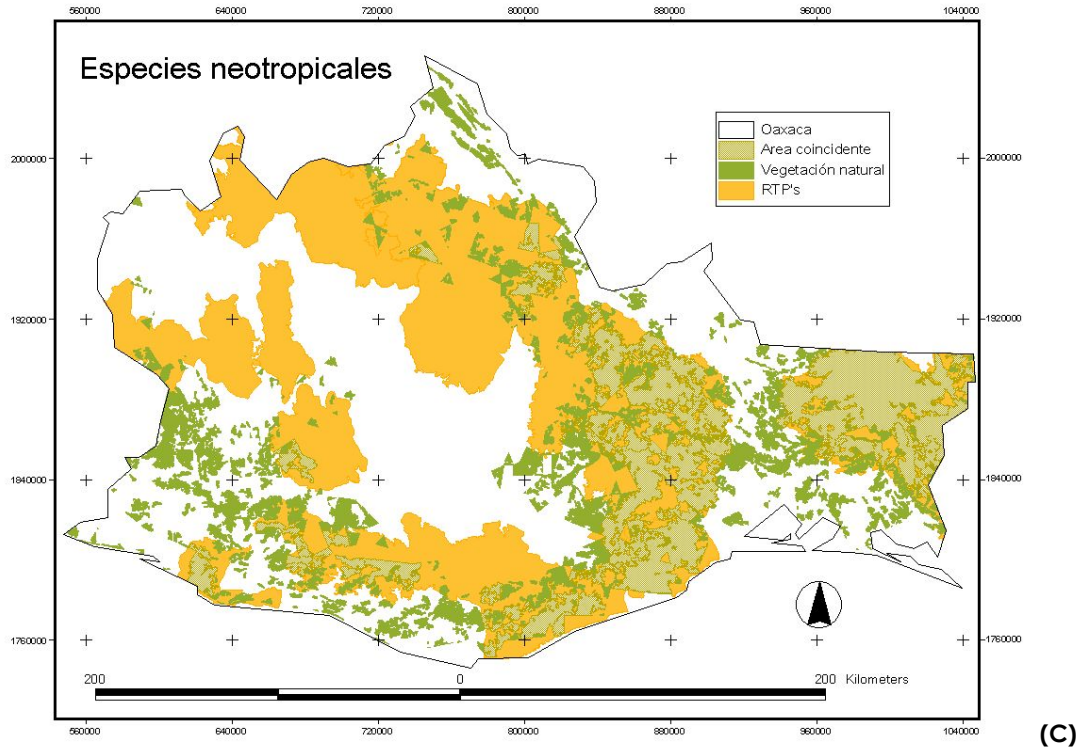 560000 640000 720000 800000 880000 960000 1040000
Especies neotropicales
Oaxaca
Area coincidente
Vegetación natural
RTP's
2000000 2000000
1920000 1920000
1840000 1840000
1760000 1760000
200 0 200 Kilometers
560000 640000 720000 800000 880000 960000 1040000
(C)